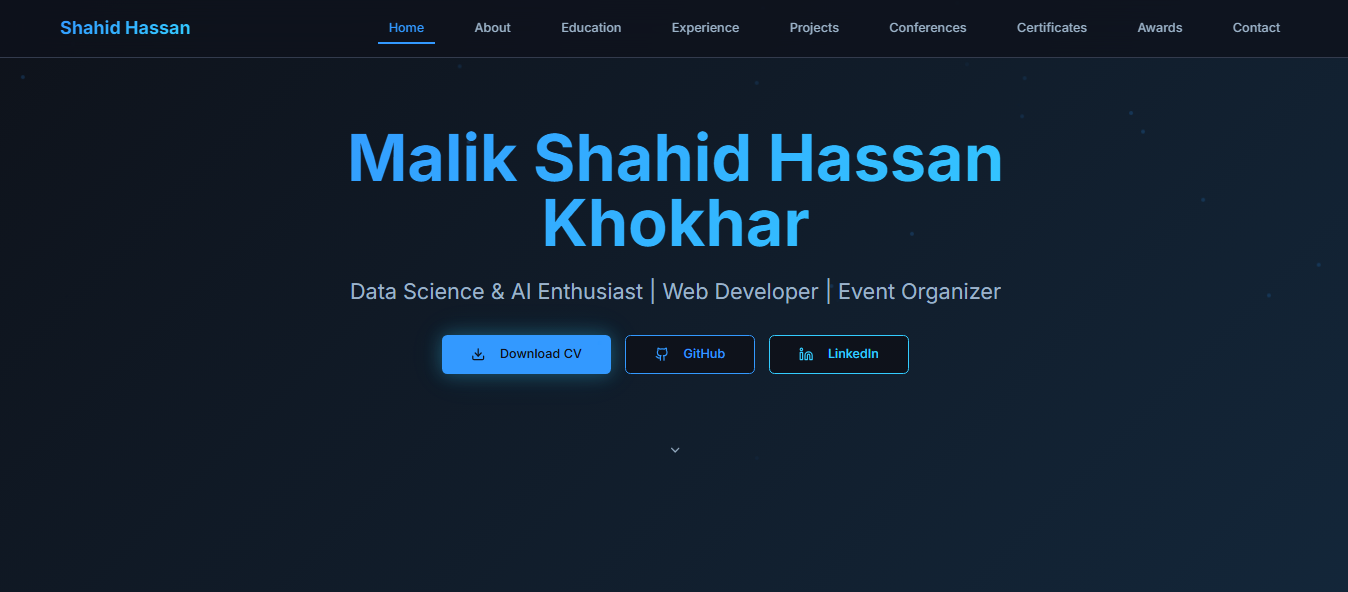 Shahid Hassan
Home About Education Experience Projects Conferences Certificates Awards Contact
Malik Shahid Hassan
Khokhar
Data Science & AI Enthusiast | Web Developer | Event Organizer
Download CV GitHub LinkedIn